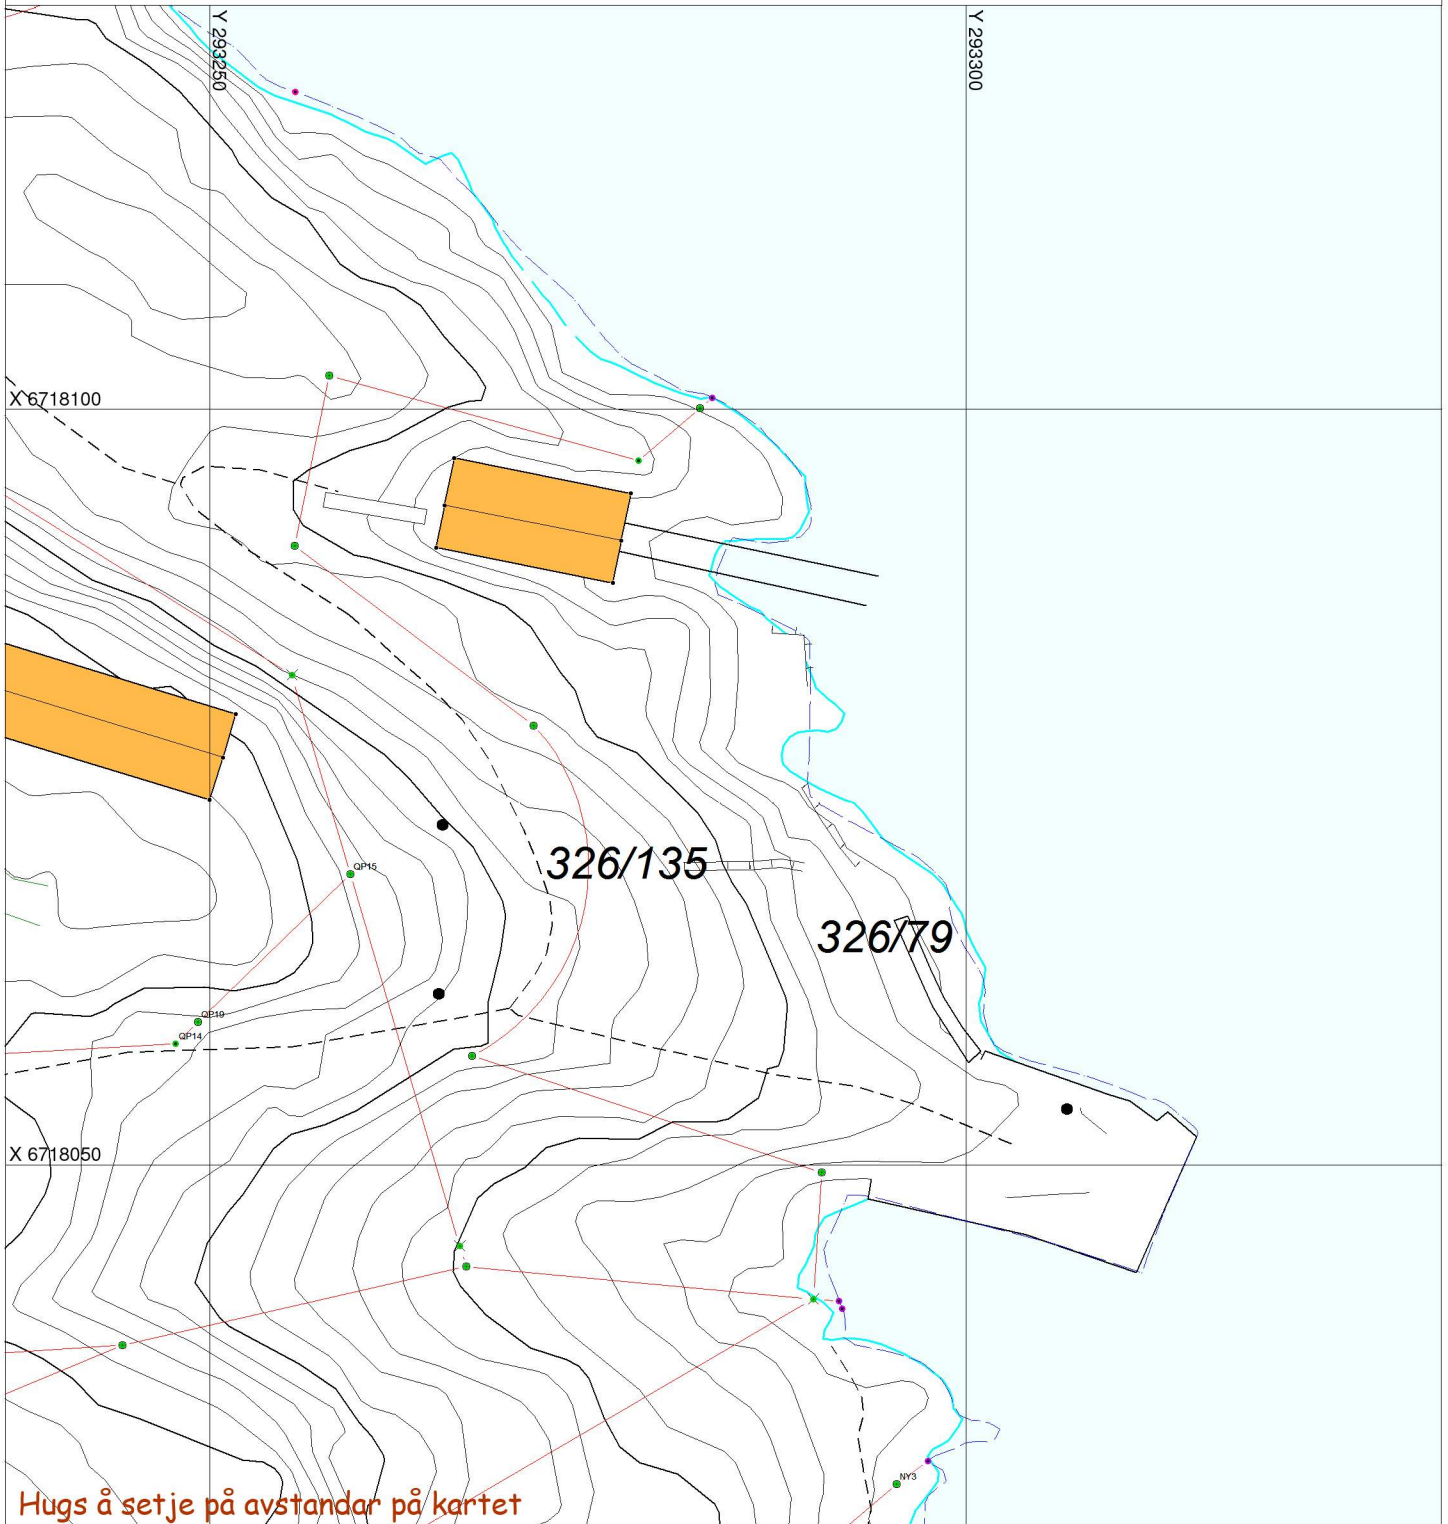 Y 293250
Y 293300
X 6718100
326/135
QP15
326/79
QP19
QP14
X 6718050
NY3
Hugs å setje på avstandar på kartet